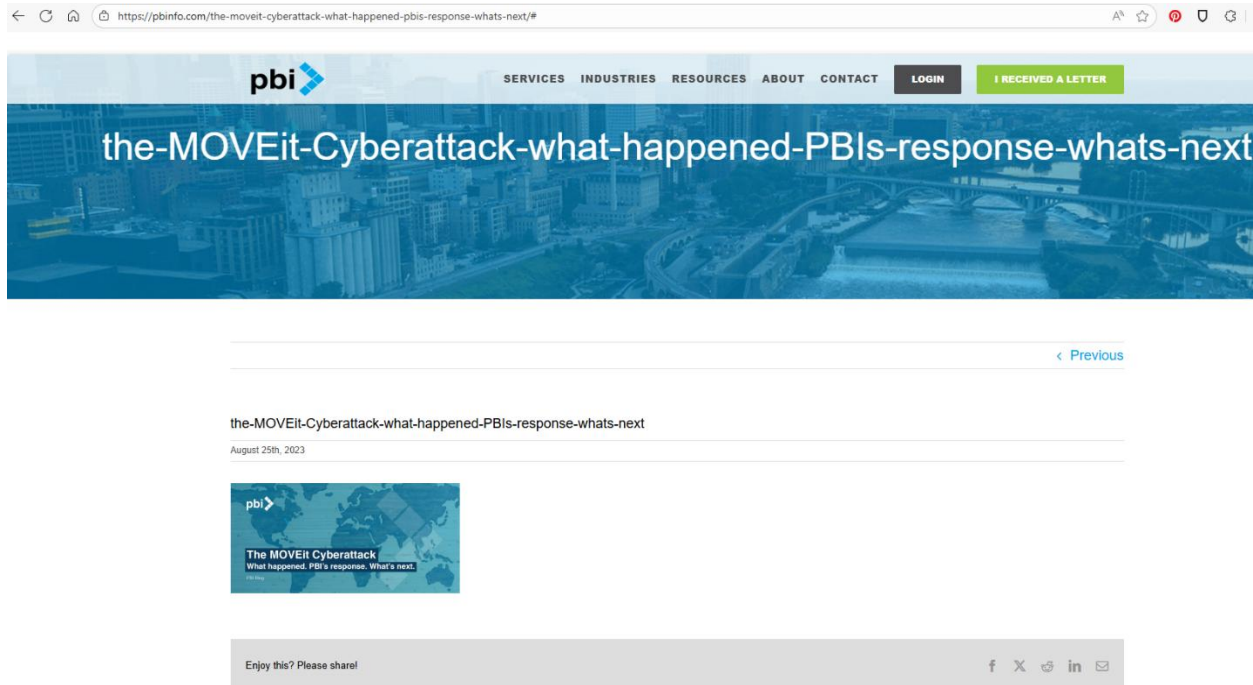 https://pbinfo.com/the-moveit-cyberattack-what-happened-pbis-response-whats-next/#
pbi
SERVICES INDUSTRIES RESOURCES ABOUT CONTACT LOGIN I RECEIVED A LETTER
the-MOVEit-Cyberattack-what-happened-PBIs-response-whats-next
Previous
the-MOVEit-Cyberattack-what-happened-PBIs-response-whats-next
August 25th, 2023
pbi
The MOVEit Cyberattack
What happened. PBI's response. What's next.
PBI Blog
Enjoy this? Please share!